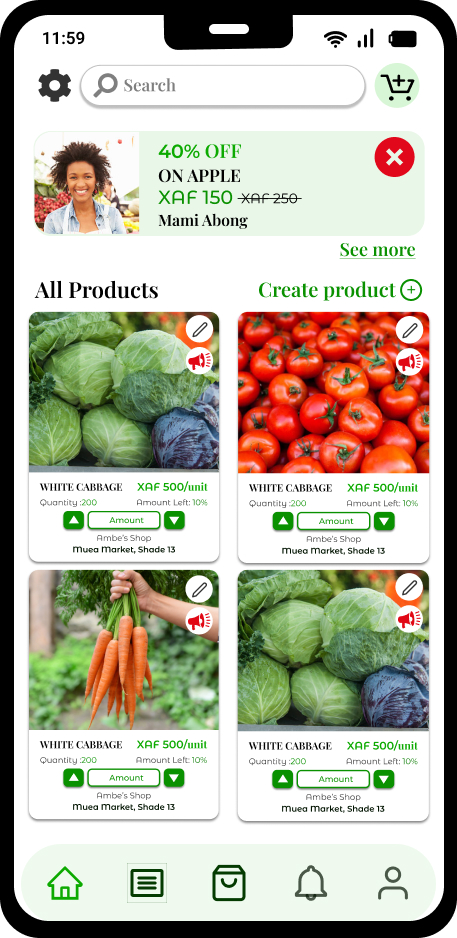 11:59
Search
40% OFF
ON APPLE
XAF 150 XAF 250
Mami Abong
See more
All Products
Create product
WHITE CABBAGE XAF 500/unit
Quantity :200 Amount Left: 10%
Amount
Ambe's Shop
Muea Market, Shade 13
WHITE CABBAGE XAF 500/unit
Quantity :200 Amount Left: 10%
Amount
Ambe's Shop
Muea Market, Shade 13
WHITE CABBAGE XAF 500/unit
Quantity :200 Amount Left: 10%
Amount
Ambe's Shop
Muea Market, Shade 13
WHITE CABBAGE XAF 500/unit
Quantity :200 Amount Left: 10%
Amount
Ambe's Shop
Muea Market, Shade 13